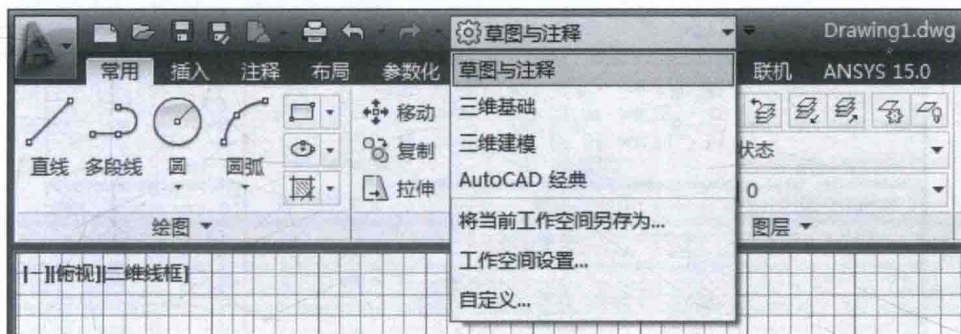 草图与注释 Drawing1.dwg
常用 插入 注释 布局 参数化 草图与注释 联机 ANSYS 15.0
三维基础
移动
三维建模 状态
直线 多段线 圆 圆弧 复制
AutoCAD 经典
拉伸 0
将当前工作空间另存为...
绘图 图层
工作空间设置...
[-][俯视][二维线框]
自定义...